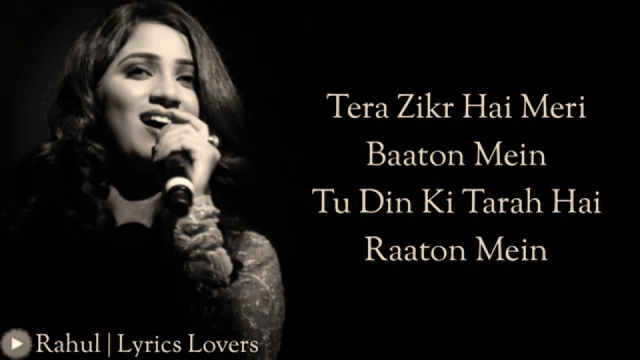 Tera Zikr Hai Meri
Baaton Mein
Tu Din Ki Tarah Hai
Raaton Mein
Rahul | Lyrics Lovers